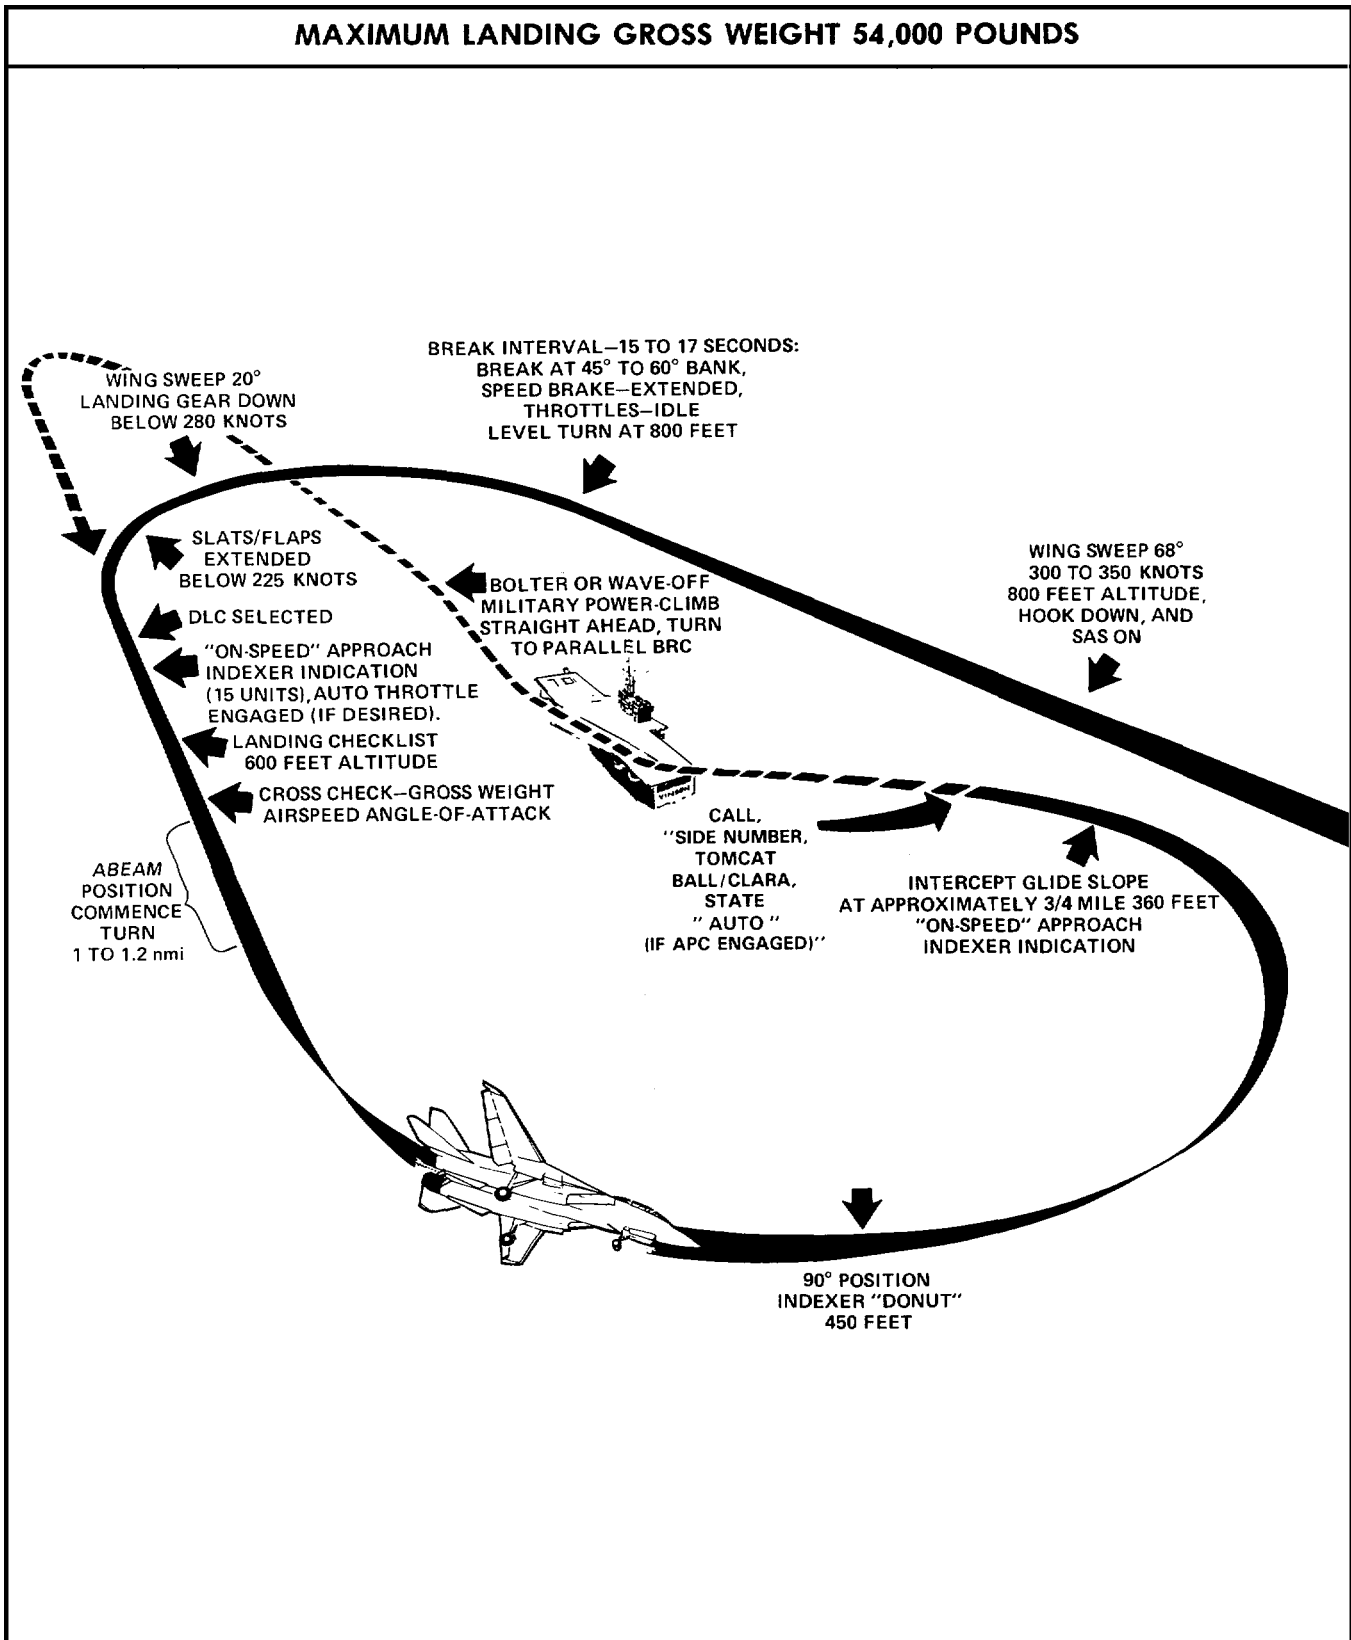 MAXIMUM LANDING GROSS WEIGHT 54,000 POUNDS
BREAK INTERVAL—15 TO 17 SECONDS:
BREAK AT 45° TO 60° BANK,
SPEED BRAKE—EXTENDED,
THROTTLES—IDLE
LEVEL TURN AT 800 FEET
WING SWEEP 20°
LANDING GEAR DOWN
BELOW 280 KNOTS
SLATS/FLAPS
EXTENDED
BELOW 225 KNOTS
WING SWEEP 68°
300 TO 350 KNOTS
800 FEET ALTITUDE,
HOOK DOWN, AND
SAS ON
BOLTER OR WAVE-OFF
MILITARY POWER-CLIMB
STRAIGHT AHEAD, TURN
TO PARALLEL BRC
DLC SELECTED
"ON-SPEED" APPROACH
INDEXER INDICATION
(15 UNITS), AUTO THROTTLE
ENGAGED (IF DESIRED).
LANDING CHECKLIST
600 FEET ALTITUDE
CROSS CHECK—GROSS WEIGHT
AIRSPEED ANGLE-OF-ATTACK
70
VINSON
CALL,
"SIDE NUMBER,
TOMCAT
BALL/CLARA,
STATE
"AUTO"
(IF APC ENGAGED)"
INTERCEPT GLIDE SLOPE
AT APPROXIMATELY 3/4 MILE 360 FEET
"ON-SPEED" APPROACH
INDEXER INDICATION
ABEAM
POSITION
COMMENCE
TURN
1 TO 1.2 nmi
90° POSITION
INDEXER "DONUT"
450 FEET